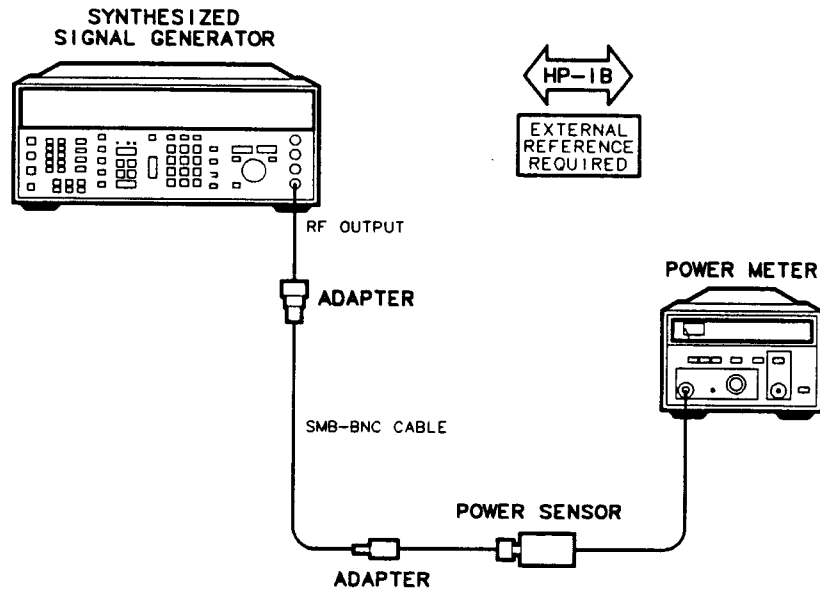 SYNTHESIZED
SIGNAL GENERATOR
HP-IB
EXTERNAL
REFERENCE
REQUIRED
RF OUTPUT
POWER METER
ADAPTER
SMB-BNC CABLE
POWER SENSOR
ADAPTER